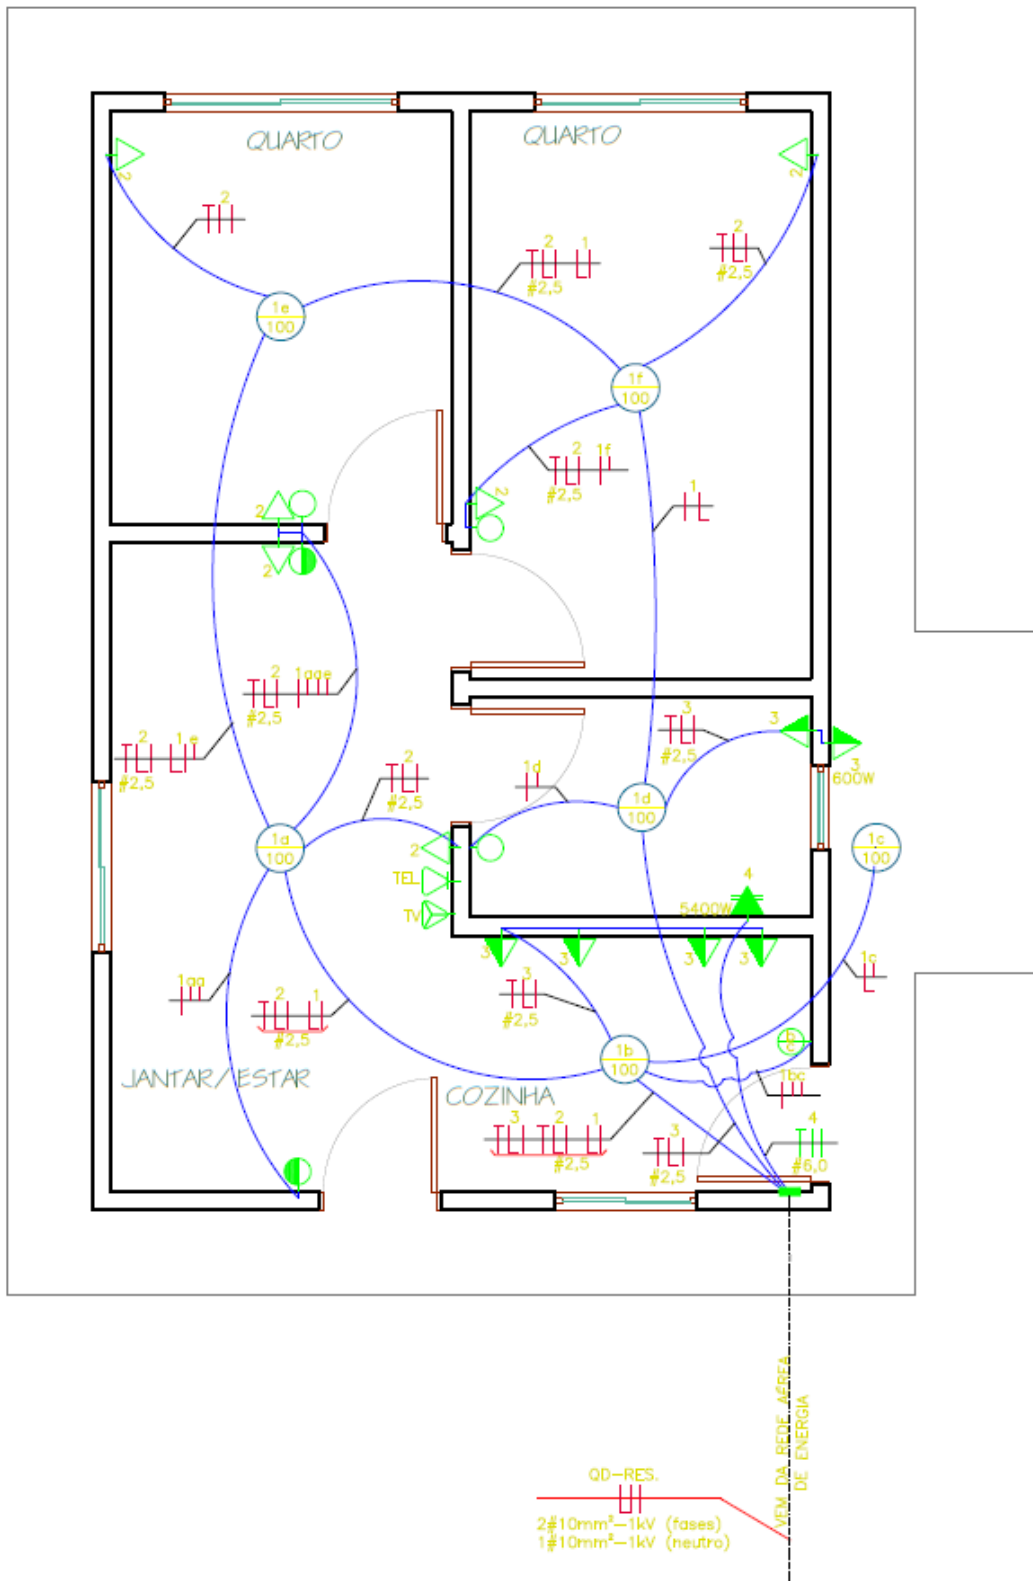 QUARTO
QUARTO
2
2
2
2
2 1
#2,5
2
#2,5
1e
100
1f
100
2 1f
#2,5
2
2
1
2
2 1aae
#2,5
2 1e
#2,5
3
#2,5
3
3
600W
2
#2,5
1d
1d
100
1a
100
1c
100
2
TEL
TV
4
5400W
3
3
3
3
1c
3
#2,5
1aa
2 1
#2,5
b
c
1b
100
1bc
JANTAR/ESTAR
COZINHA
3 2 1
#2,5
3
#2,5
4
#6,0
VEM DA REDE AÉREA
DE ENERGIA
QD-RES.
2#10mm²-1kV (fases)
1#10mm²-1kV (neutro)